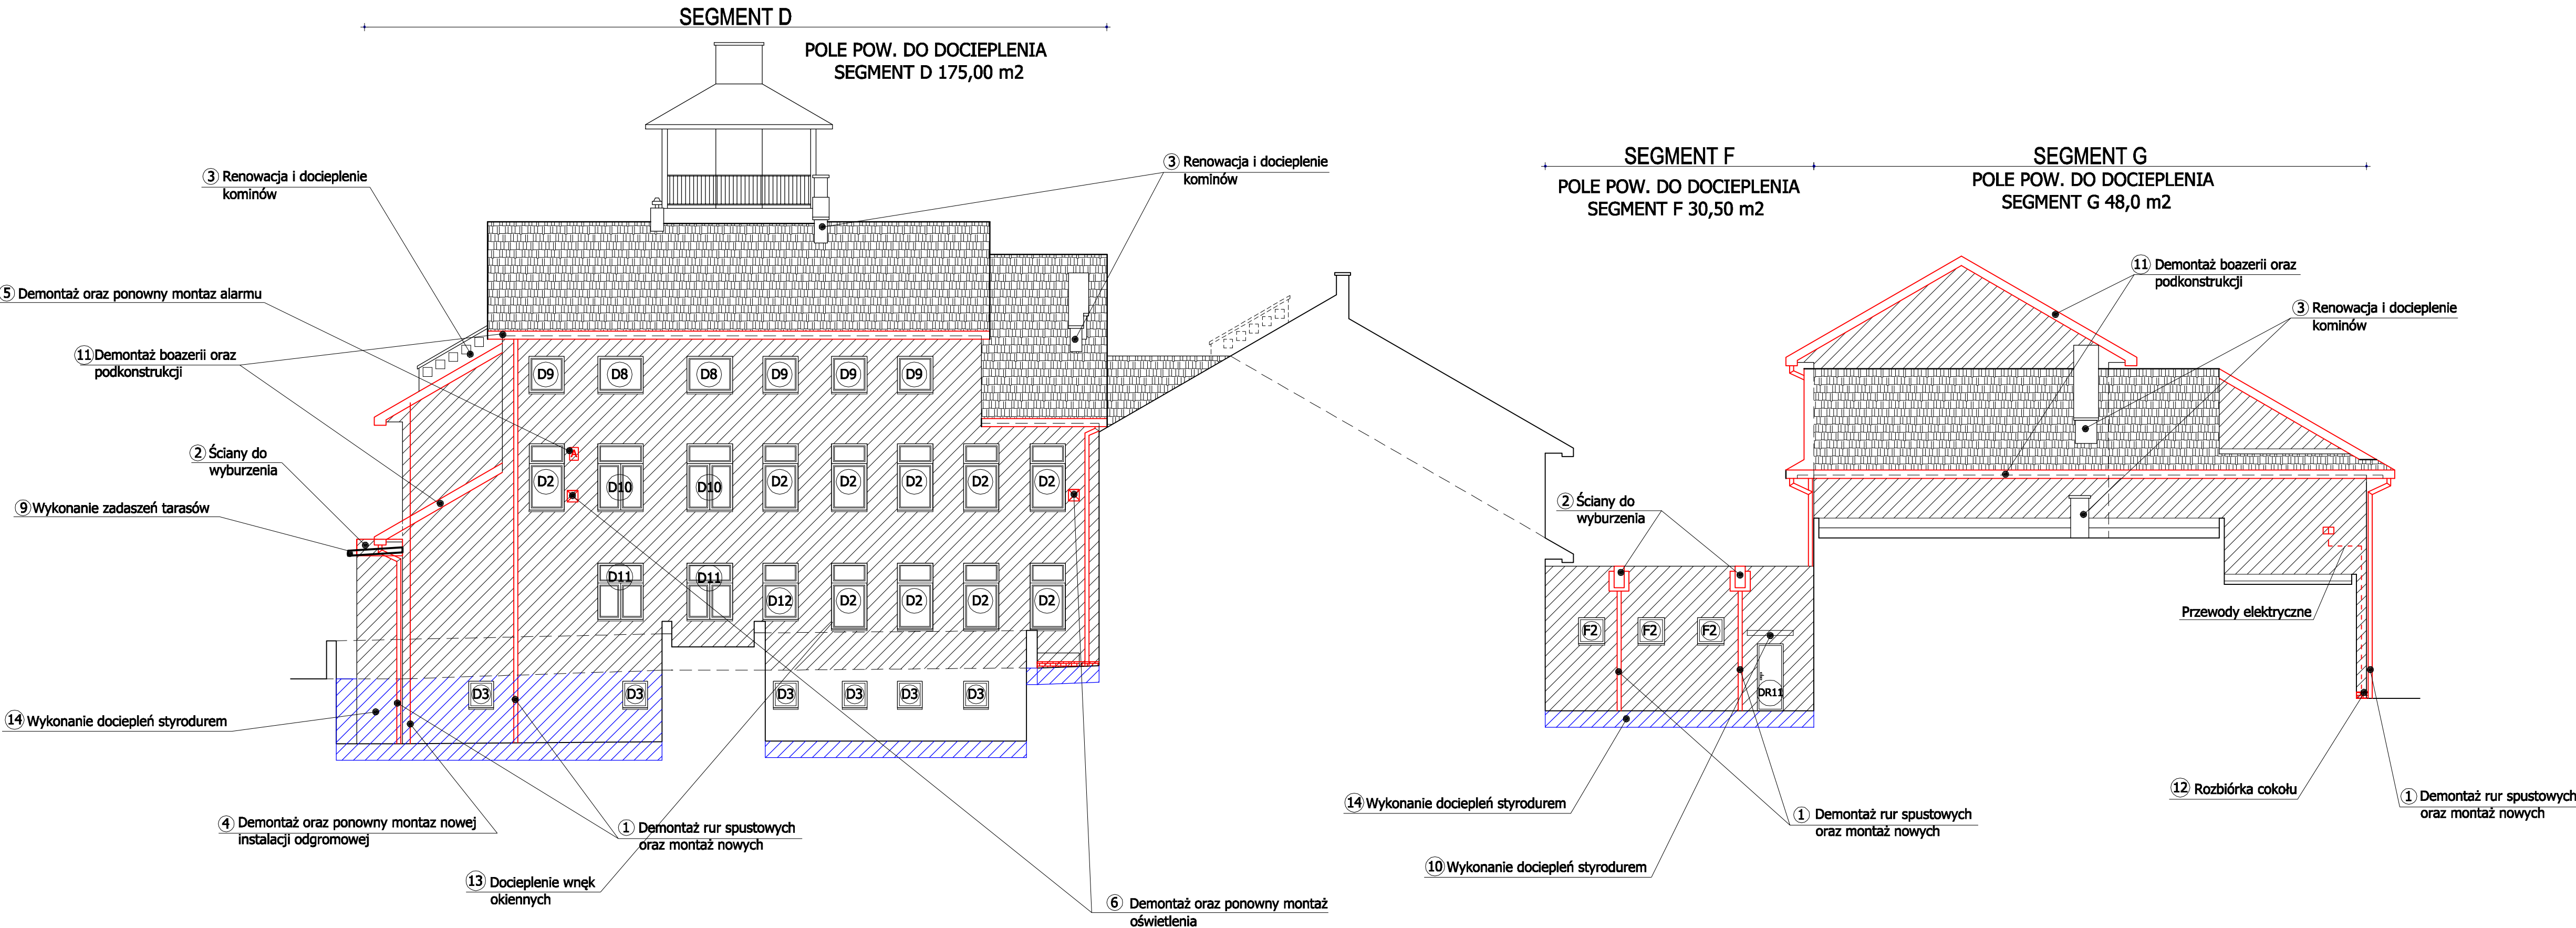 SEGMENT D
POLE POW. DO DOCIEPLENIA
SEGMENT D 175,00 m2
3 Renowacja i docieplenie
kominów
3 Renowacja i docieplenie
kominów
5 Demontaż oraz ponowny montaz alarmu
11 Demontaż boazerii oraz
podkonstrukcji
2 Ściany do
wyburzenia
9 Wykonanie zadaszeń tarasów
14 Wykonanie dociepleń styrodurem
4 Demontaż oraz ponowny montaz nowej
instalacji odgromowej
1 Demontaż rur spustowych
oraz montaż nowych
13 Docieplenie wnęk
okiennych
6 Demontaż oraz ponowny montaż
oświetlenia
D9 D8 D8 D9 D9 D9
A
D2 D10 D10 D2 D2 D2 D2 D2
D11 D11 D12 D2 D2 D2 D2
D3 D3 D3 D3 D3 D3
SEGMENT F
POLE POW. DO DOCIEPLENIA
SEGMENT F 30,50 m2
SEGMENT G
POLE POW. DO DOCIEPLENIA
SEGMENT G 48,0 m2
11 Demontaż boazerii oraz
podkonstrukcji
3 Renowacja i docieplenie
kominów
2 Ściany do
wyburzenia
F2 F2 F2
DR11
Przewody elektryczne
14 Wykonanie dociepleń styrodurem
10 Wykonanie dociepleń styrodurem
1 Demontaż rur spustowych
oraz montaż nowych
12 Rozbiórka cokołu
1 Demontaż rur spustowych
oraz montaż nowych